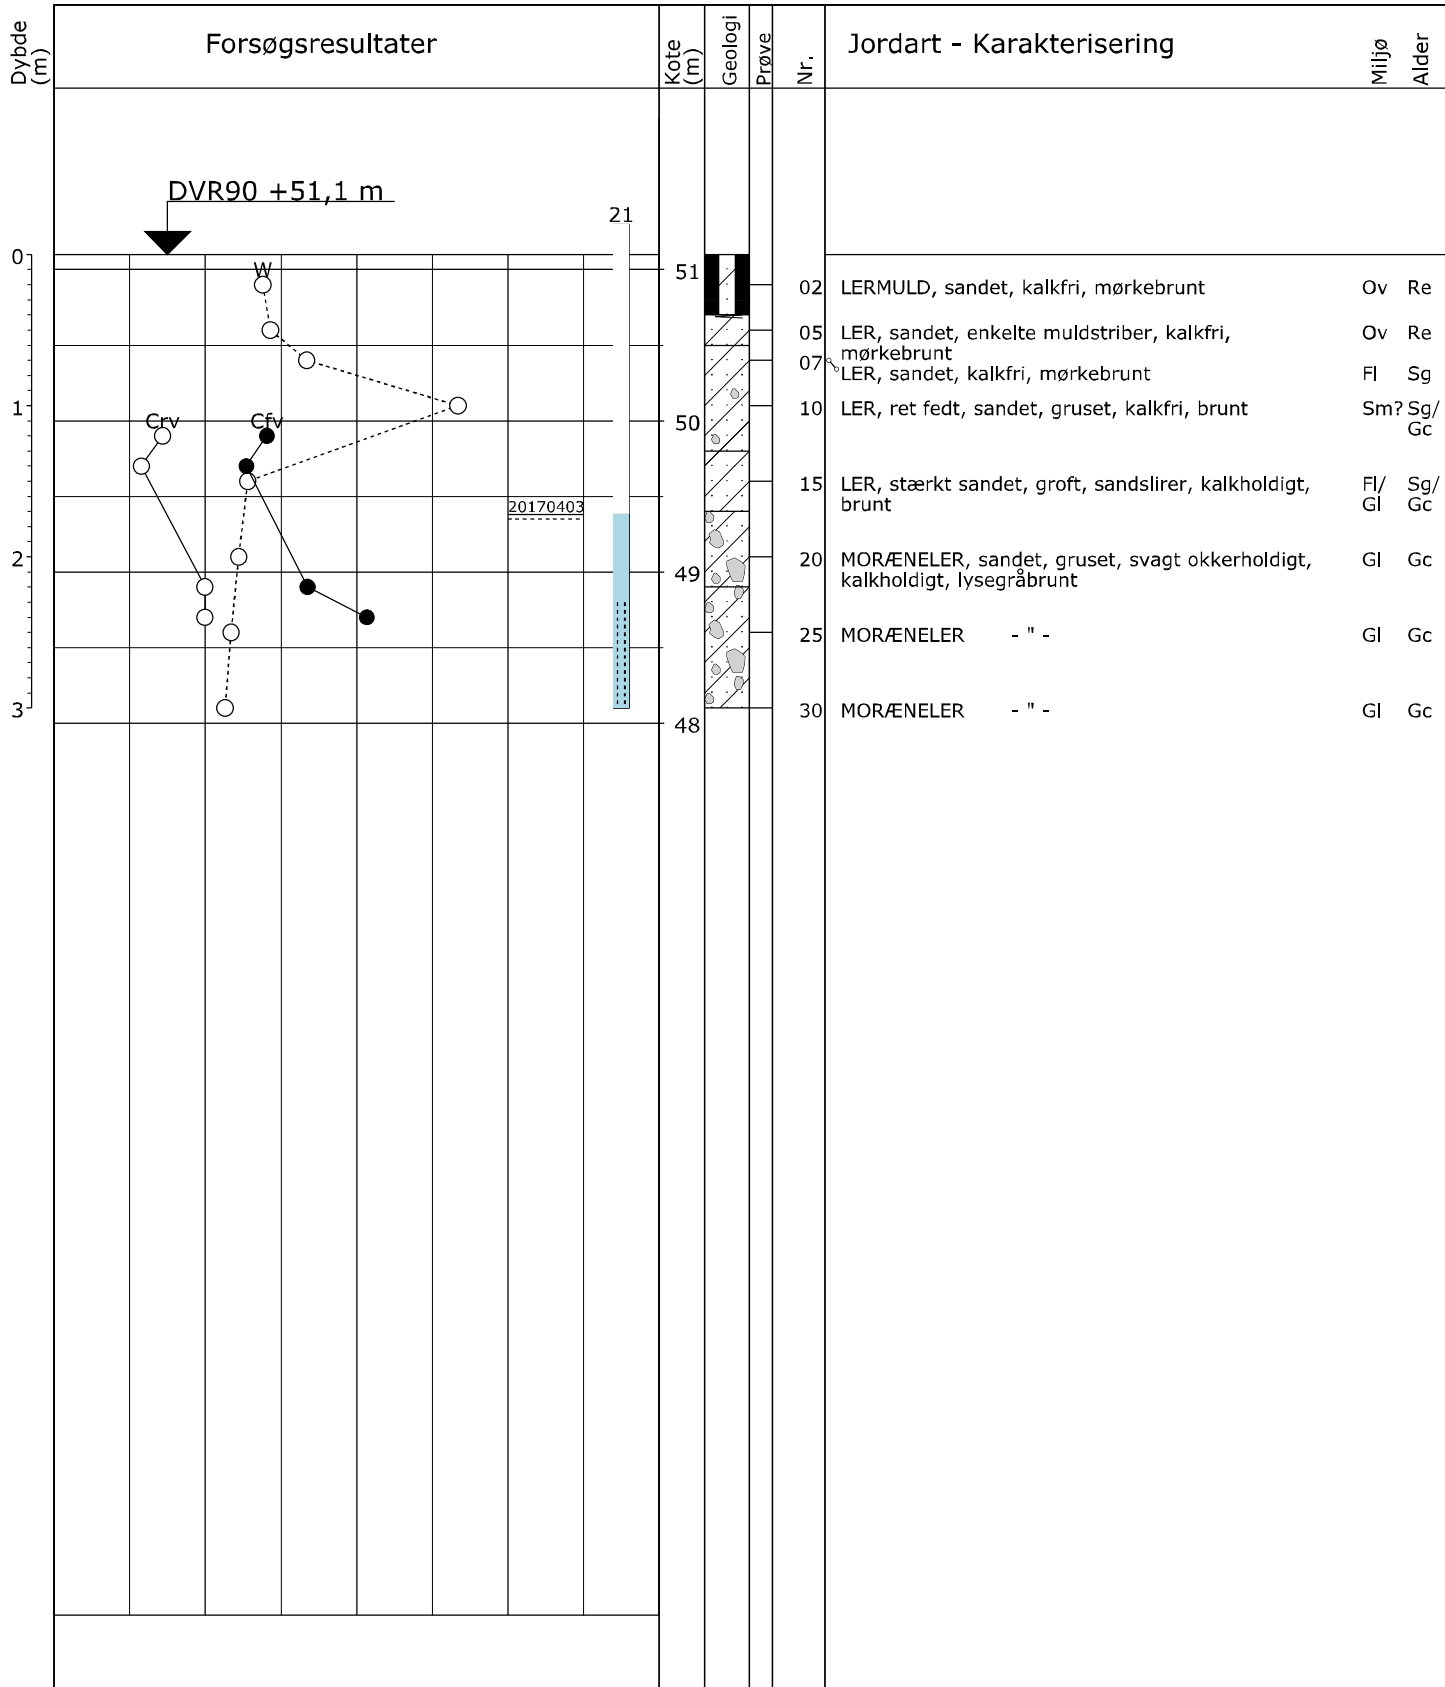 Dybde
(m)
Forsøgsresultater
Kote
(m)
Geologi
Prøve
Nr.
Jordart - Karakterisering
Miljø
Alder
DVR90 +51,1 m
21
0
W
51
02 LERMULD, sandet, kalkfri, mørkebrunt Ov Re
05 LER, sandet, enkelte muldstriber, kalkfri, Ov Re
mørkebrunt
07 LER, sandet, kalkfri, mørkebrunt Fl Sg
1
Crv
Cfv
50
10 LER, ret fedt, sandet, gruset, kalkfri, brunt Sm? Sg/
Gc
15 LER, stærkt sandet, groft, sandslirer, kalkholdigt, Fl/ Sg/
brunt Gl Gc
20170403
2
49
20 MORÆNELER, sandet, gruset, svagt okkerholdigt, Gl Gc
kalkholdigt, lysegråbrunt
25 MORÆNELER - " - Gl Gc
3
48
30 MORÆNELER - " - Gl Gc